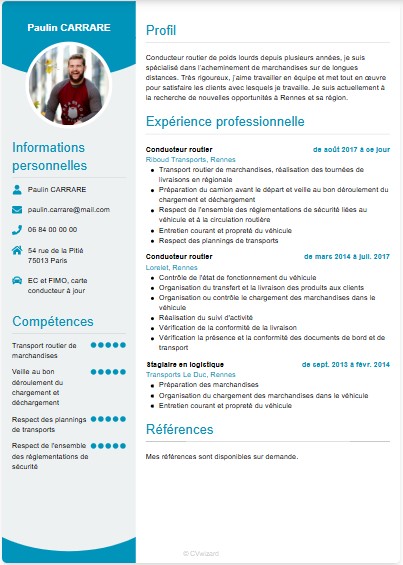 Paulin CARRARE
Informations
personnelles
Paulin CARRARE
paulin.carrare@mail.com
06 84 00 00 00
54 rue de la Pitié
75013 Paris
EC et FIMO, carte
conducteur à jour
Compétences
Transport routier de
marchandises
Veille au bon
déroulement du
chargement et
déchargement
Respect des plannings
de transports
Respect de l'ensemble
des réglementations de
sécurité
Profil
Conducteur routier de poids lourds depuis plusieurs années, je suis
spécialisé dans l'acheminement de marchandises sur de longues
distances. Très rigoureux, j'aime travailler en équipe et met tout en œuvre
pour satisfaire les clients avec lesquels je travaille. Je suis actuellement à
la recherche de nouvelles opportunités à Rennes et sa région.
Expérience professionnelle
Conducteur routier de août 2017 à ce jour
Riboud Transports, Rennes
Transport routier de marchandises, réalisation des tournées de
livraisons en régionale
Préparation du camion avant le départ et veille au bon déroulement du
chargement et déchargement
Respect de l'ensemble des réglementations de sécurité liées au
véhicule et à la circulation routière
Entretien courant et propreté du véhicule
Respect des plannings de transports
Conducteur routier de mars 2014 à juil. 2017
Lorelet, Rennes
Contrôle de l'état de fonctionnement du véhicule
Organisation du transfert et la livraison des produits aux clients
Organisation ou contrôle le chargement des marchandises dans le
véhicule
Réalisation du suivi d'activité
Vérification de la conformité de la livraison
Vérification la présence et la conformité des documents de bord et de
transport
Stagiaire en logistique de sept. 2013 à févr. 2014
Transports Le Duc, Rennes
Préparation des marchandises
Organisation du chargement des marchandises dans le véhicule
Entretien courant et propreté du véhicule
Références
Mes références sont disponibles sur demande.
© CVwizard